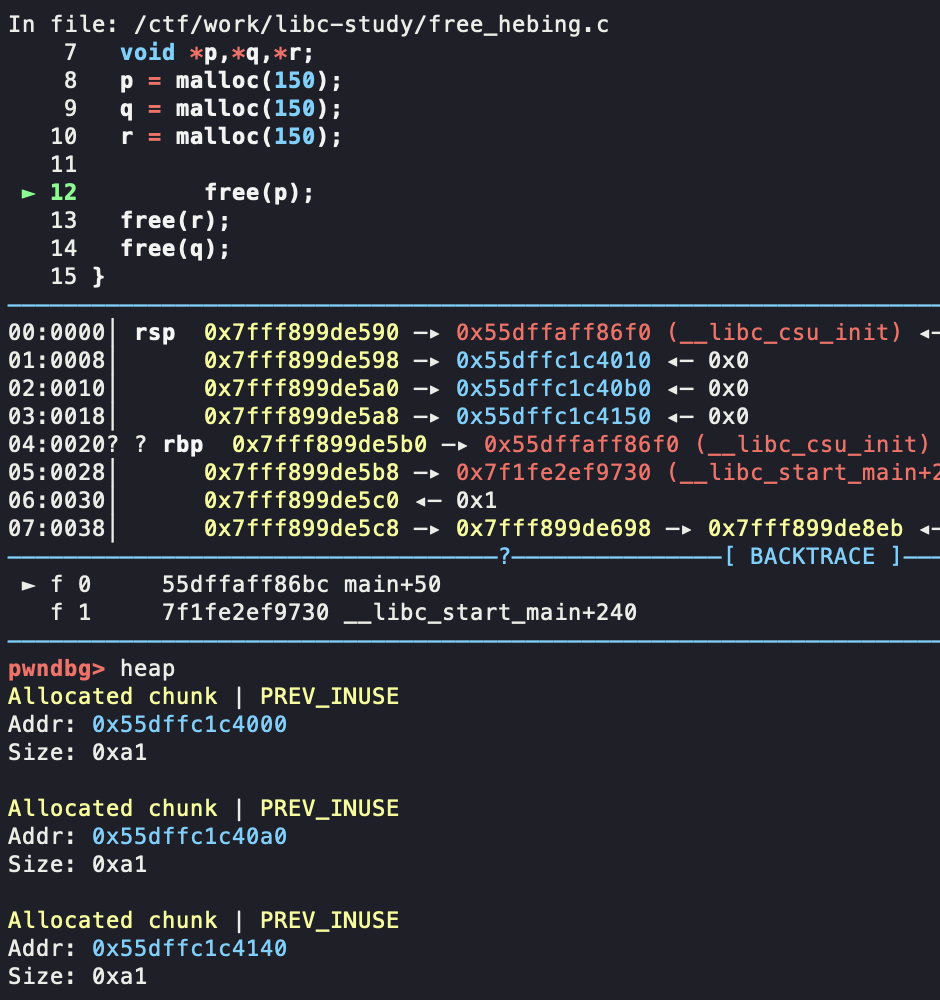 In file: /ctf/work/libc-study/free_hebing.c
    7   void *p,*q,*r;
    8   p = malloc(150);
    9   q = malloc(150);
   10   r = malloc(150);
   11
 ► 12         free(p);
   13   free(r);
   14   free(q);
   15 }
00:0000│ rsp  0x7fff899de590 —▸ 0x55dffaff86f0 (__libc_csu_init) ◂—
01:0008│      0x7fff899de598 —▸ 0x55dffc1c4010 ◂— 0x0
02:0010│      0x7fff899de5a0 —▸ 0x55dffc1c40b0 ◂— 0x0
03:0018│      0x7fff899de5a8 —▸ 0x55dffc1c4150 ◂— 0x0
04:0020? ? rbp  0x7fff899de5b0 —▸ 0x55dffaff86f0 (__libc_csu_init)
05:0028│      0x7fff899de5b8 —▸ 0x7f1fe2ef9730 (__libc_start_main+2
06:0030│      0x7fff899de5c0 ◂— 0x1
07:0038│      0x7fff899de5c8 —▸ 0x7fff899de698 —▸ 0x7fff899de8eb ◂—
?[ BACKTRACE ]
 ► f 0     55dffaff86bc main+50
   f 1     7f1fe2ef9730 __libc_start_main+240
pwndbg> heap
Allocated chunk | PREV_INUSE
Addr: 0x55dffc1c4000
Size: 0xa1
Allocated chunk | PREV_INUSE
Addr: 0x55dffc1c40a0
Size: 0xa1
Allocated chunk | PREV_INUSE
Addr: 0x55dffc1c4140
Size: 0xa1